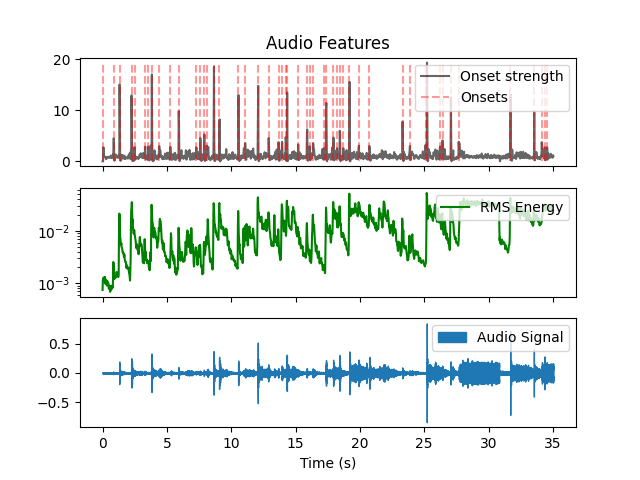 Audio Features
20
10
0
Onset strength
Onsets
10⁻²
10⁻³
RMS Energy
0.5
0.0
−0.5
Audio Signal
0 5 10 15 20 25 30 35
Time (s)